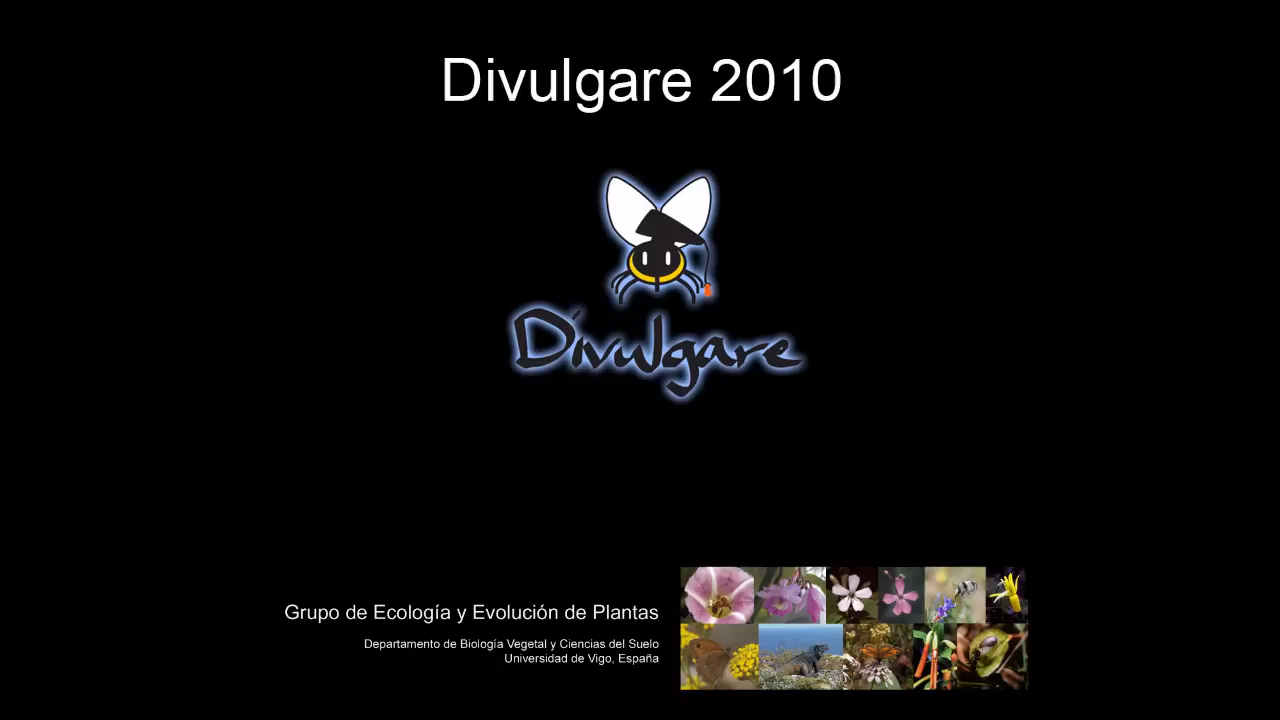 Divulgare 2010
Divulgare
Grupo de Ecología y Evolución de Plantas
Departamento de Biología Vegetal y Ciencias del Suelo
Universidad de Vigo, España